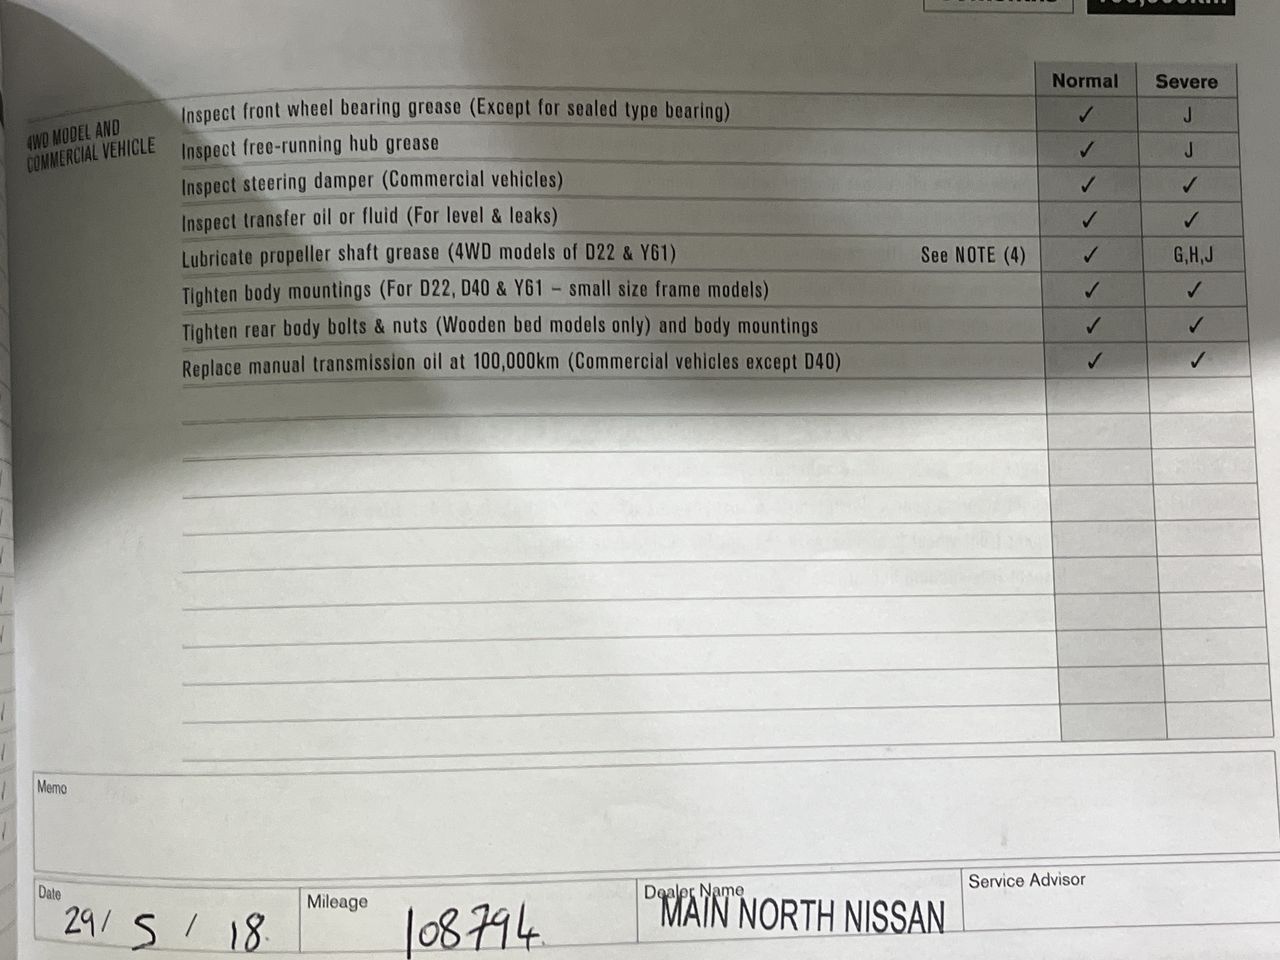 Normal Severe
4WD MODEL AND
COMMERCIAL VEHICLE
Inspect front wheel bearing grease (Except for sealed type bearing) ✓ J
Inspect free-running hub grease ✓ J
Inspect steering damper (Commercial vehicles) ✓ ✓
Inspect transfer oil or fluid (For level & leaks) ✓ ✓
Lubricate propeller shaft grease (4WD models of D22 & Y61) See NOTE (4) ✓ G,H,J
Tighten body mountings (For D22, D40 & Y61 – small size frame models) ✓ ✓
Tighten rear body bolts & nuts (Wooden bed models only) and body mountings ✓ ✓
Replace manual transmission oil at 100,000km (Commercial vehicles except D40) ✓ ✓
Memo
Date Mileage Dealer Name Service Advisor
29/ 5 / 18. 108794. MAIN NORTH NISSAN